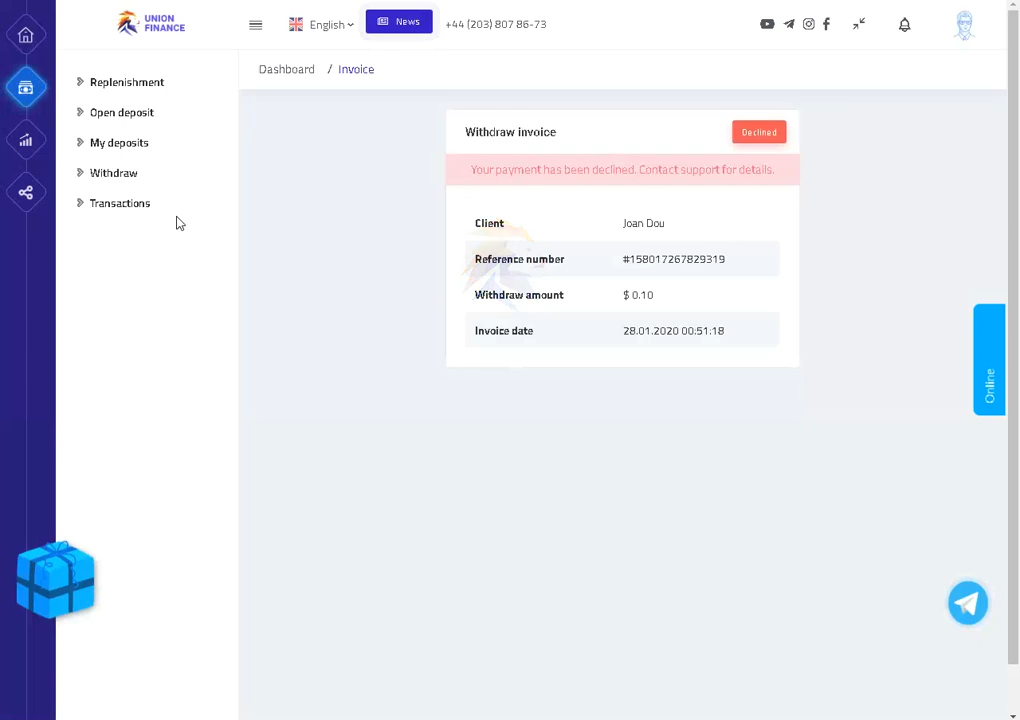 UNION
FINANCE
English
News
+44 (203) 807 86-73
Replenishment
Open deposit
My deposits
Withdraw
Transactions
Dashboard / Invoice
Withdraw invoice
Declined
Your payment has been declined. Contact support for details.
Client Joan Dou
Reference number #158017267829319
Withdraw amount $ 0.10
Invoice date 28.01.2020 00:51:18
Online